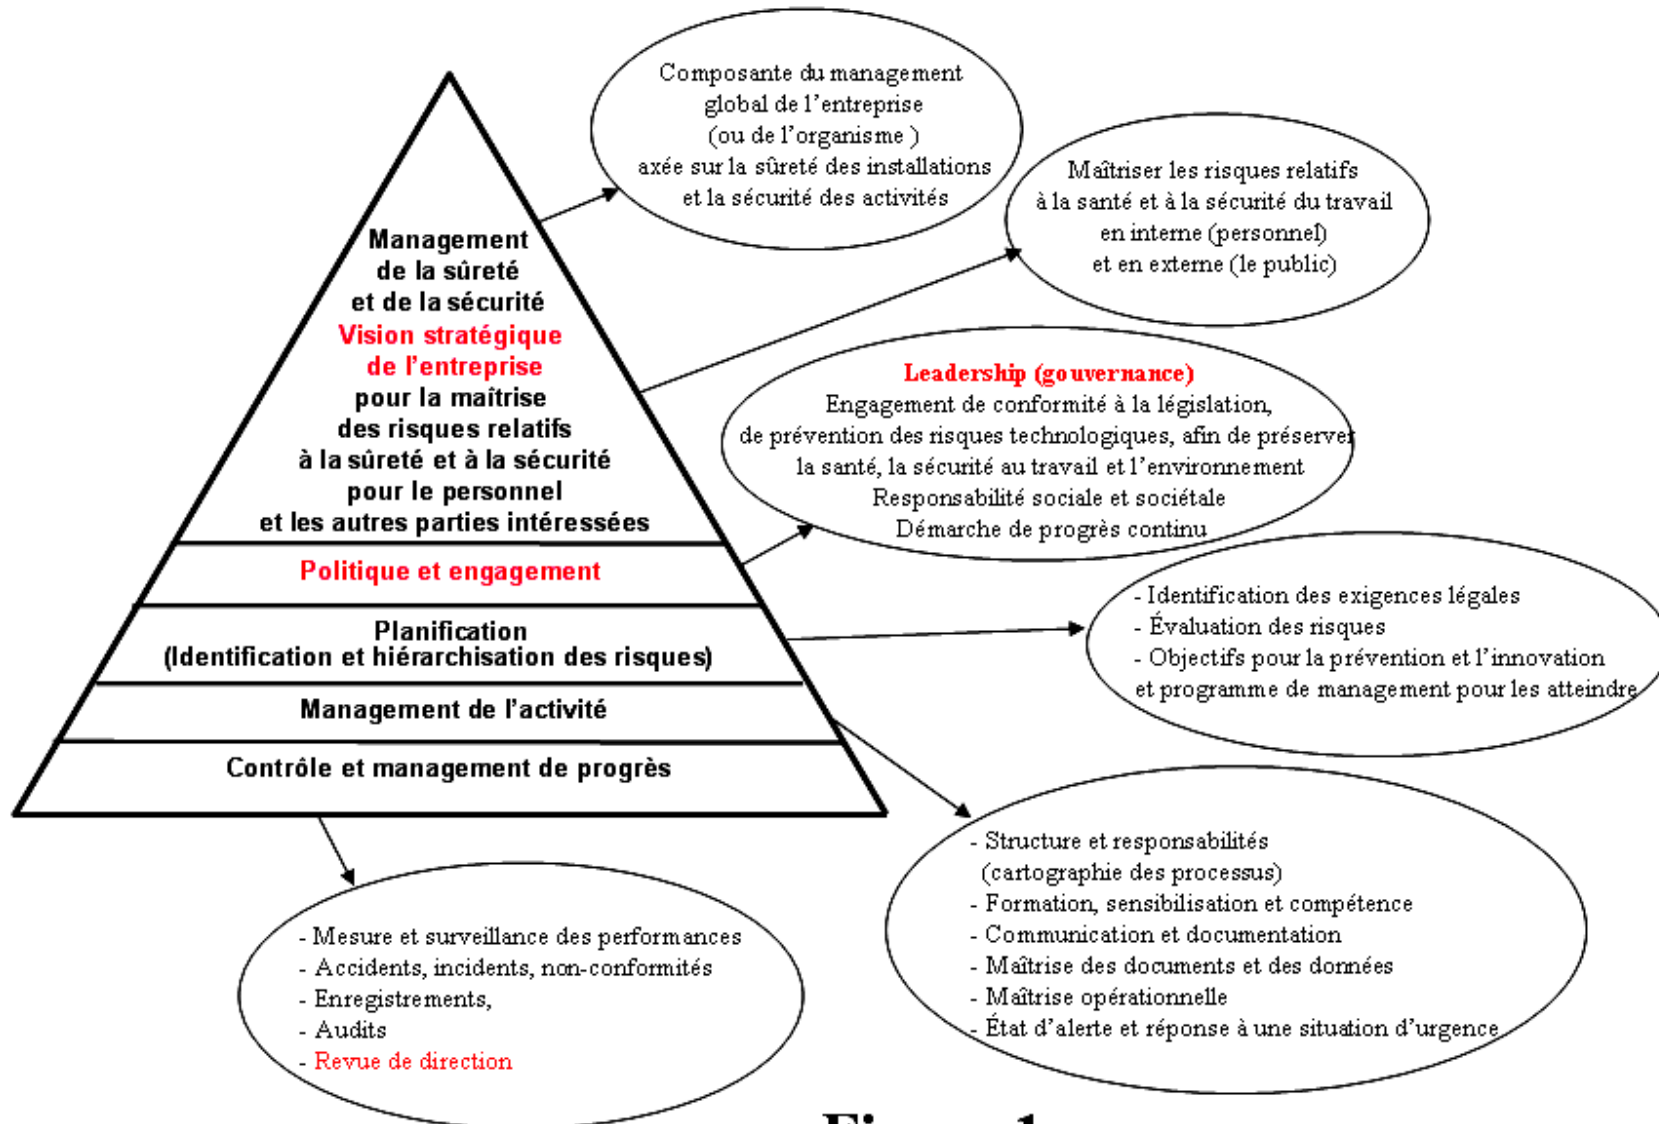 Composante du management
global de l'entreprise
(ou de l'organisme )
axée sur la sûreté des installations
et la sécurité des activités
Maîtriser les risques relatifs
à la santé et à la sécurité du travail
en interne (personnel)
et en externe (le public)
Management
de la sûreté
et de la sécurité
Vision stratégique
de l'entreprise
pour la maîtrise
des risques relatifs
à la sûreté et à la sécurité
pour le personnel
et les autres parties intéressées
Leadership (gouvernance)
Engagement de conformité à la législation,
de prévention des risques technologiques, afin de préserver
la santé, la sécurité au travail et l'environnement
Responsabilité sociale et sociétale
Démarche de progrès continu
Politique et engagement
- Identification des exigences légales
- Évaluation des risques
- Objectifs pour la prévention et l'innovation
et programme de management pour les atteindre
Planification
(Identification et hiérarchisation des risques)
Management de l'activité
Contrôle et management de progrès
- Structure et responsabilités
(cartographie des processus)
- Formation, sensibilisation et compétence
- Communication et documentation
- Maîtrise des documents et des données
- Maîtrise opérationnelle
- État d'alerte et réponse à une situation d'urgence
- Mesure et surveillance des performances
- Accidents, incidents, non-conformités
- Enregistrements,
- Audits
- Revue de direction